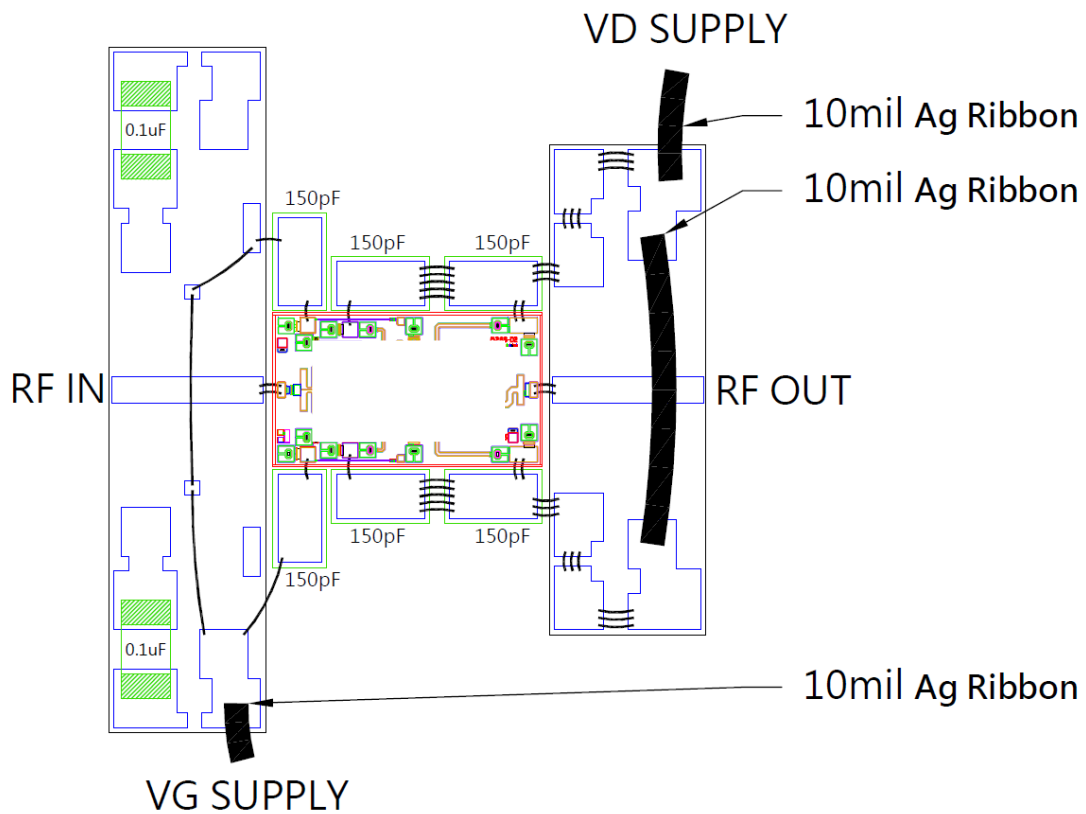 VD SUPPLY
10mil Ag Ribbon
0.1uF
10mil Ag Ribbon
150pF
150pF
150pF
RF IN
RF OUT
150pF
150pF
150pF
0.1uF
10mil Ag Ribbon
VG SUPPLY